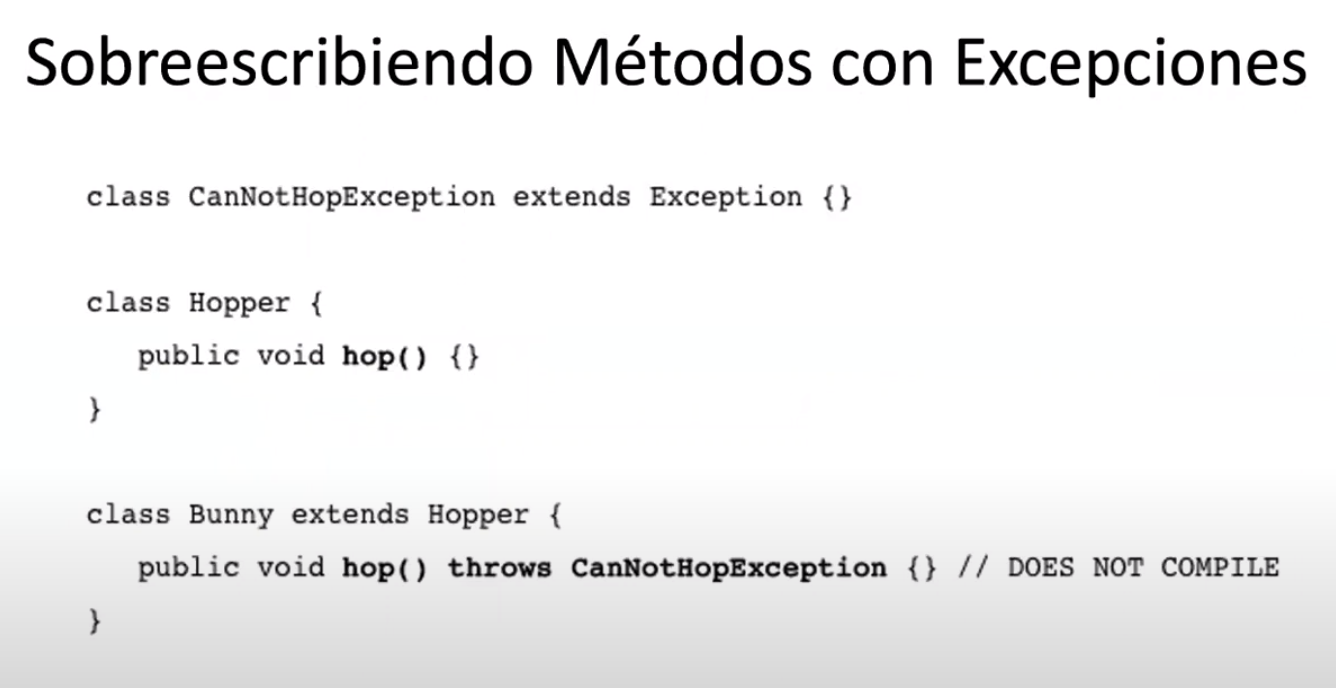 Sobreescribiendo Métodos con Excepciones
class CanNotHopException extends Exception {}
class Hopper {
public void hop() {}
}
class Bunny extends Hopper {
public void hop() throws CanNotHopException {} // DOES NOT COMPILE
}